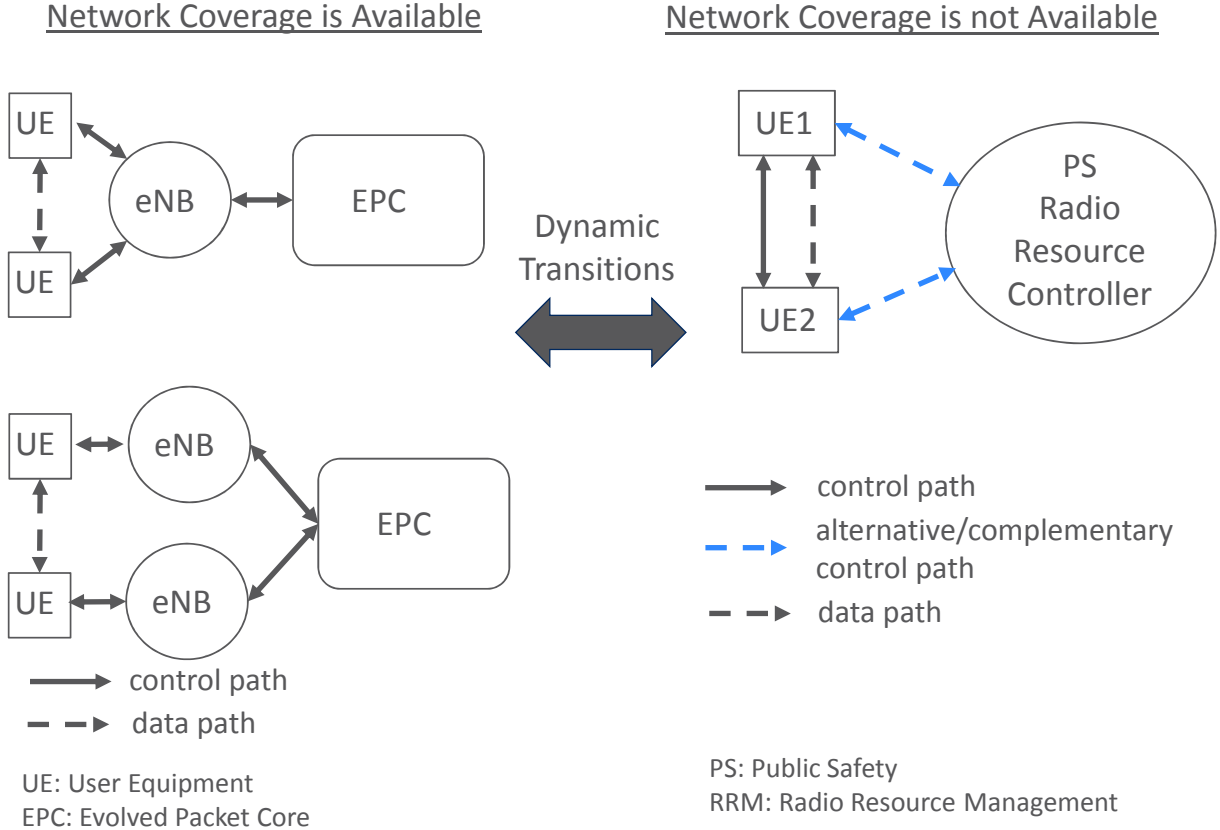 Network Coverage is Available
Network Coverage is not Available
UE
UE
eNB
EPC
Dynamic
Transitions
UE1
UE2
PS
Radio
Resource
Controller
UE
UE
eNB
eNB
EPC
control path
data path
control path
alternative/complementary
control path
data path
UE: User Equipment
EPC: Evolved Packet Core
PS: Public Safety
RRM: Radio Resource Management